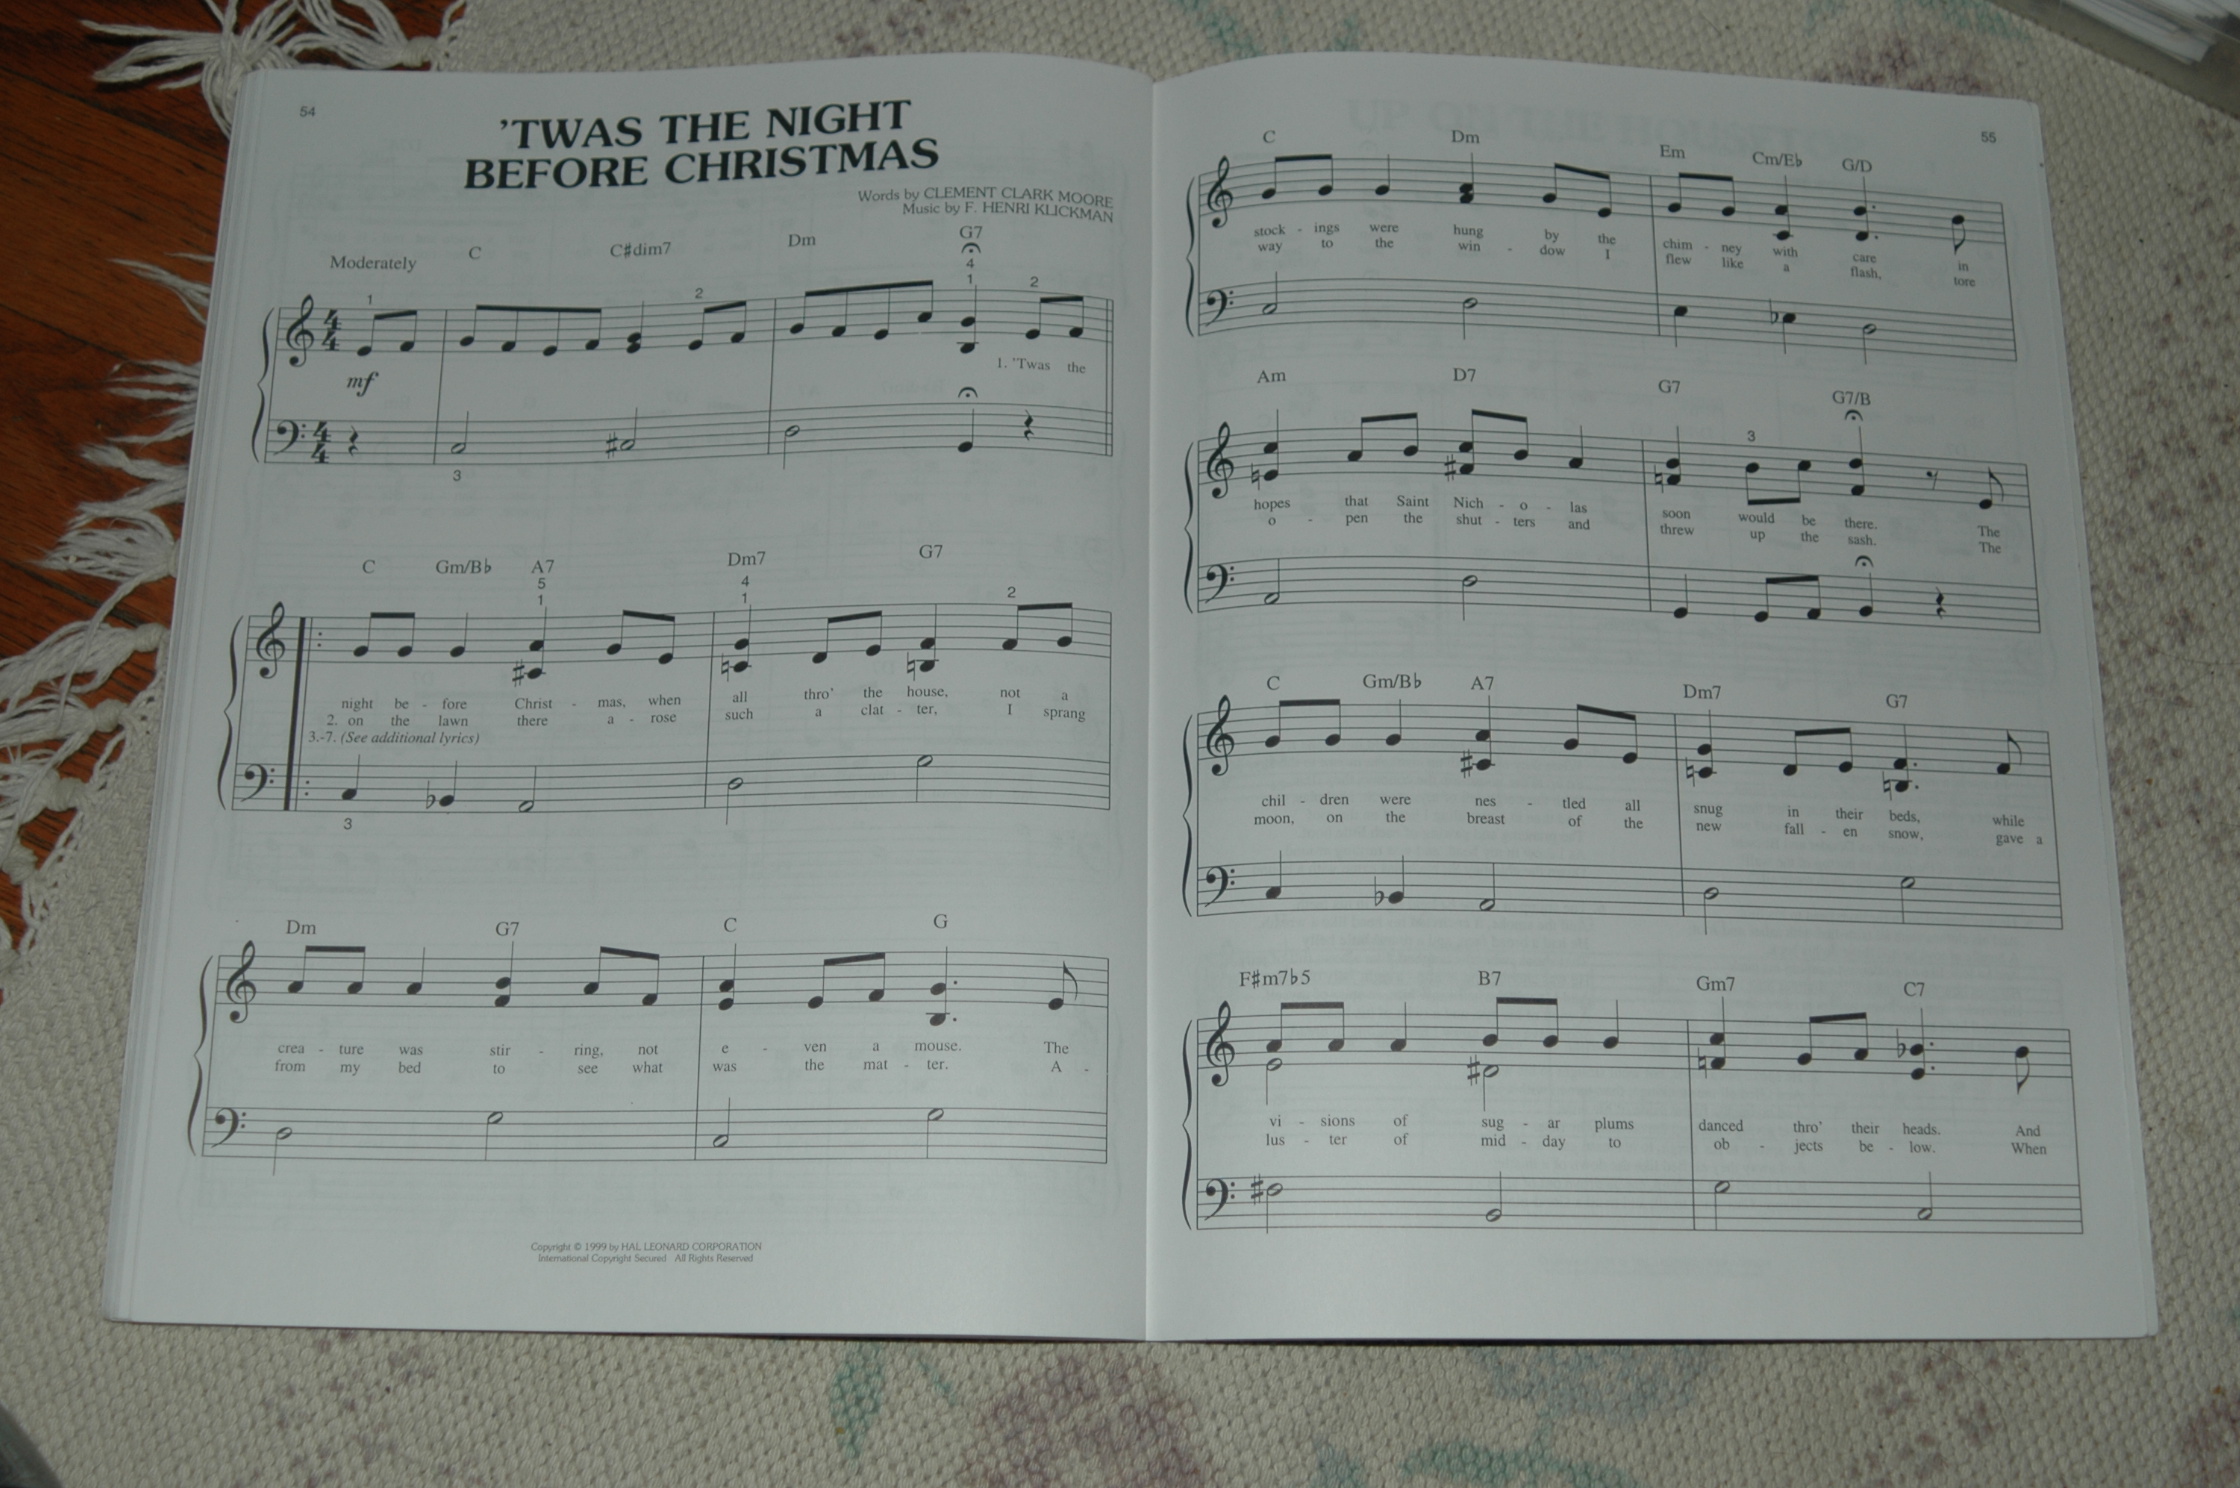 54
'TWAS THE NIGHT
BEFORE CHRISTMAS
Words by CLEMENT CLARK MOORE
Music by F. HENRI KLICKMAN
Moderately C C♯dim7 Dm G7
4
1 2 1 2
4
4
mf
1. 'Twas the
4
4
3
C Gm/B♭ A7 Dm7 G7
5 4
1 1 2
night be - fore Christ - mas, when all thro' the house, not a
2. on the lawn there a - rose such a clat - ter, I sprang
3.-7. (See additional lyrics)
3
Dm G7 C G
crea - ture was stir - ring, not e - ven a mouse. The
from my bed to see what was the mat - ter. A -
Copyright © 1999 by HAL LEONARD CORPORATION
International Copyright Secured All Rights Reserved
55
C Dm Em Cm/E♭ G/D
stock - ings were hung by the chim - ney with care in
way to the win - dow I flew like a flash, tore
Am D7 G7 G7/B
3
hopes that Saint Nich - o - las soon would be there. The
o - pen the shut - ters and threw up the sash. The
C Gm/B♭ A7 Dm7 G7
chil - dren were nes - tled all snug in their beds, while
moon, on the breast of the new fall - en snow, gave a
F♯m7♭5 B7 Gm7 C7
vi - sions of sug - ar plums danced thro' their heads. And
lus - ter of mid - day to ob - jects be - low. When